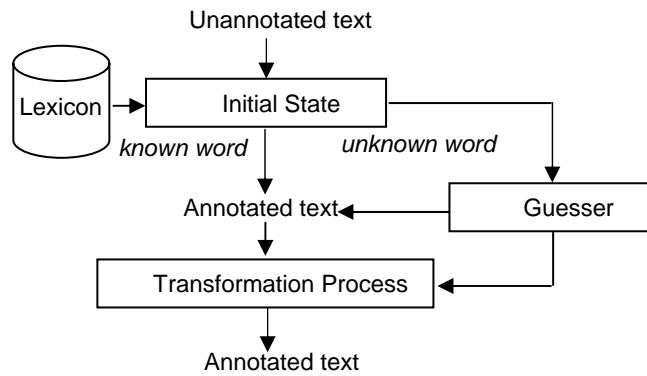 Unannotated text
Lexicon
Initial State
known word
unknown word
Annotated text
Guesser
Transformation Process
Annotated text